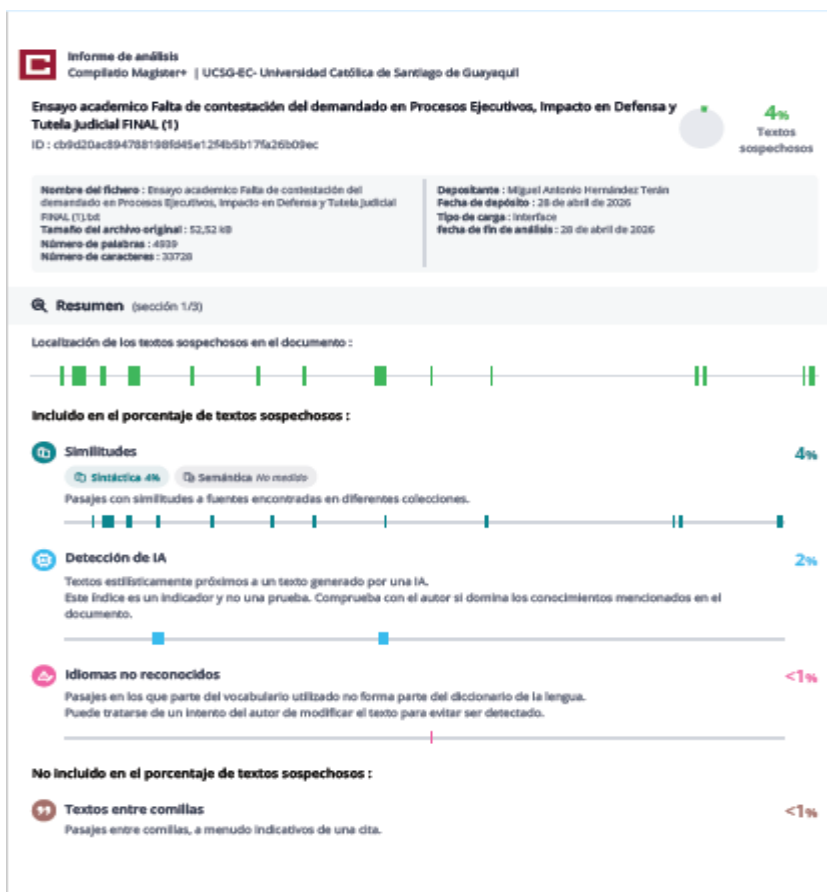 Informe de análisis
Compilatio Magister+ | UCSG-EC- Universidad Católica de Santiago de Guayaquil
Ensayo academico Falta de contestación del demandado en Procesos Ejecutivos, Impacto en Defensa y
Tutela Judicial FINAL (1)
ID : cb9d20ac894788198fd45e12f4b5b17fa26b09ec
4%
Textos
sospechosos
Nombre del fichero : Ensayo academico Falta de contestación del
demandado en Procesos Ejecutivos, Impacto en Defensa y Tutela Judicial
FINAL (1).txt
Tamaño del archivo original : 52,52 kB
Número de palabras : 4939
Número de caracteres : 33728
Depositante : Miguel Antonio Hernández Terán
Fecha de depósito : 28 de abril de 2026
Tipo de carga : Interface
fecha de fin de análisis : 28 de abril de 2026
Resumen (sección 1/3)
Localización de los textos sospechosos en el documento :
Incluido en el porcentaje de textos sospechosos :
Similitudes
4%
Sintáctica 4% Semántica No medido
Pasajes con similitudes a fuentes encontradas en diferentes colecciones.
Detección de IA
2%
Textos estilísticamente próximos a un texto generado por una IA.
Este índice es un indicador y no una prueba. Comprueba con el autor si domina los conocimientos mencionados en el
documento.
Idiomas no reconocidos
<1%
Pasajes en los que parte del vocabulario utilizado no forma parte del diccionario de la lengua.
Puede tratarse de un intento del autor de modificar el texto para evitar ser detectado.
No incluido en el porcentaje de textos sospechosos :
Textos entre comillas
<1%
Pasajes entre comillas, a menudo indicativos de una cita.